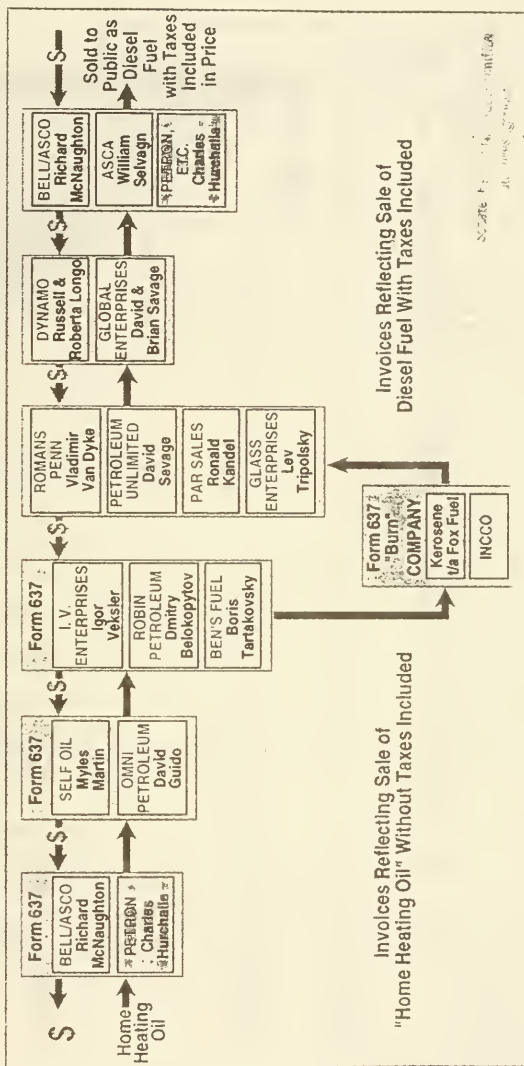 $
Home
Heating
Oil
Form 637
BELL/ASCO
Richard
McNaughton
PETRON
Charles
Hurchalla
$
Form 637
SELF OIL
Myles
Martin
OMNI
PETROLEUM
David
Guido
$
Form 637
I.V.
ENTERPRISES
Igor
Veksler
ROBIN
PETROLEUM
Dmitry
Belokopytov
BEN'S FUEL
Boris
Tartakovsky
$
ROMANS
PENN
Vladimir
Van Dyke
PETROLEUM
UNLIMITED
David
Savage
PAR SALES
Ronald
Kandel
GLASS
ENTERPRISES
Lev
Tripolsky
$
DYNAMO
Russell &
Roberta Longo
GLOBAL
ENTERPRISES
David &
Brian Savage
$
BELL/ASCO
Richard
McNaughton
ASCA
William
Selvagn
PETRON,
ETC.
Charles
Hurchalla
$
Sold to
Public as
Diesel
Fuel
with Taxes
Included
in Price
Form 637
"Burn"
COMPANY
Kerosene
t/a Fox Fuel
INCCO
Invoices Reflecting Sale of
"Home Heating Oil" Without Taxes Included
Invoices Reflecting Sale of
Diesel Fuel With Taxes Included